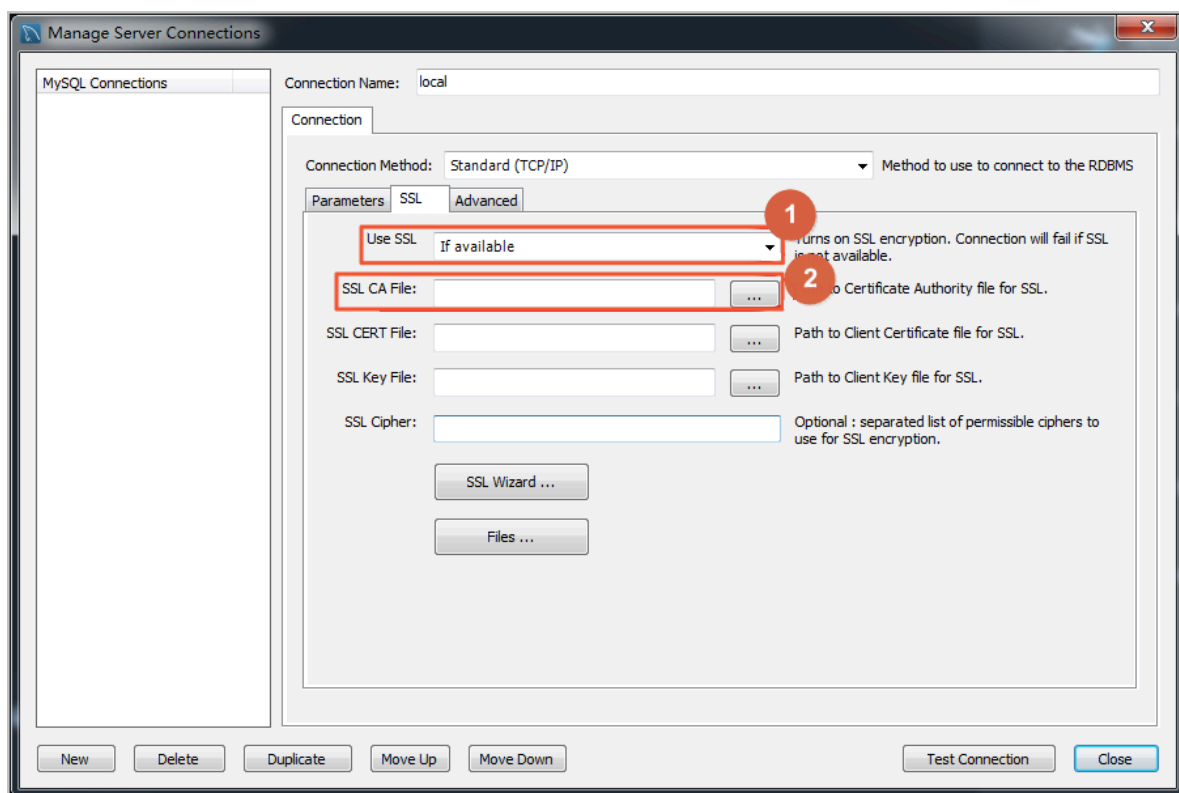 Manage Server Connections
MySQL Connections
Connection Name: local
Connection
Connection Method: Standard (TCP/IP) Method to use to connect to the RDBMS
Parameters SSL Advanced
1
Use SSL If available Turns on SSL encryption. Connection will fail if SSL
is not available.
2
SSL CA File: ... to Certificate Authority file for SSL.
SSL CERT File: ... Path to Client Certificate file for SSL.
SSL Key File: ... Path to Client Key file for SSL.
SSL Cipher: Optional : separated list of permissible ciphers to
use for SSL encryption.
SSL Wizard ...
Files ...
New Delete Duplicate Move Up Move Down Test Connection Close